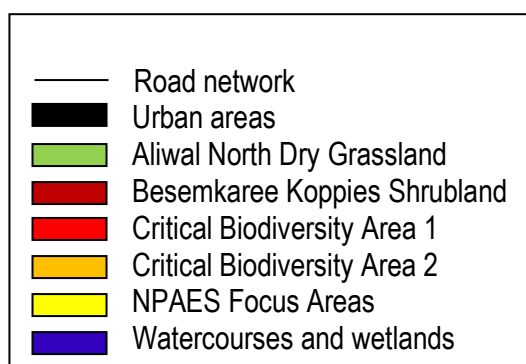 Road network
Urban areas
Aliwal North Dry Grassland
Besemkaree Koppies Shrubland
Critical Biodiversity Area 1
Critical Biodiversity Area 2
NPAES Focus Areas
Watercourses and wetlands